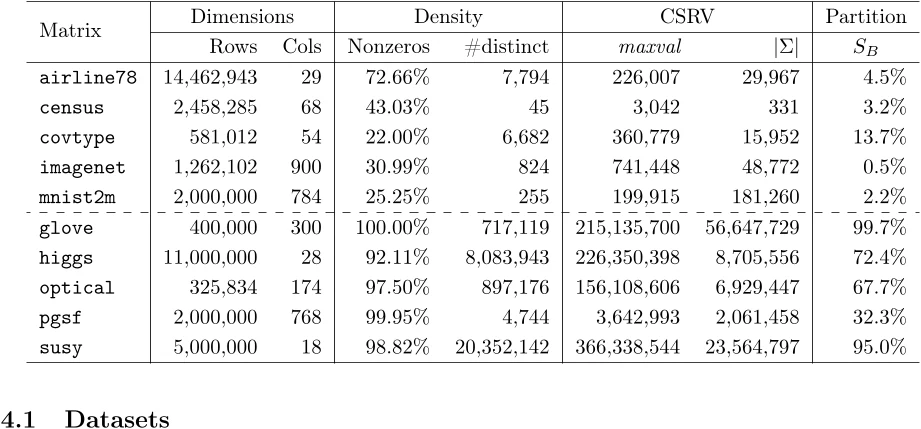 Matrix Dimensions Density CSRV Partition
Rows Cols Nonzeros #distinct maxval |Σ| S_B
airline78 14,462,943 29 72.66% 7,794 226,007 29,967 4.5%
census 2,458,285 68 43.03% 45 3,042 331 3.2%
covtype 581,012 54 22.00% 6,682 360,779 15,952 13.7%
imagenet 1,262,102 900 30.99% 824 741,448 48,772 0.5%
mnist2m 2,000,000 784 25.25% 255 199,915 181,260 2.2%
glove 400,000 300 100.00% 717,119 215,135,700 56,647,729 99.7%
higgs 11,000,000 28 92.11% 8,083,943 226,350,398 8,705,556 72.4%
optical 325,834 174 97.50% 897,176 156,108,606 6,929,447 67.7%
pgsf 2,000,000 768 99.95% 4,744 3,642,993 2,061,458 32.3%
susy 5,000,000 18 98.82% 20,352,142 366,338,544 23,564,797 95.0%
4.1 Datasets